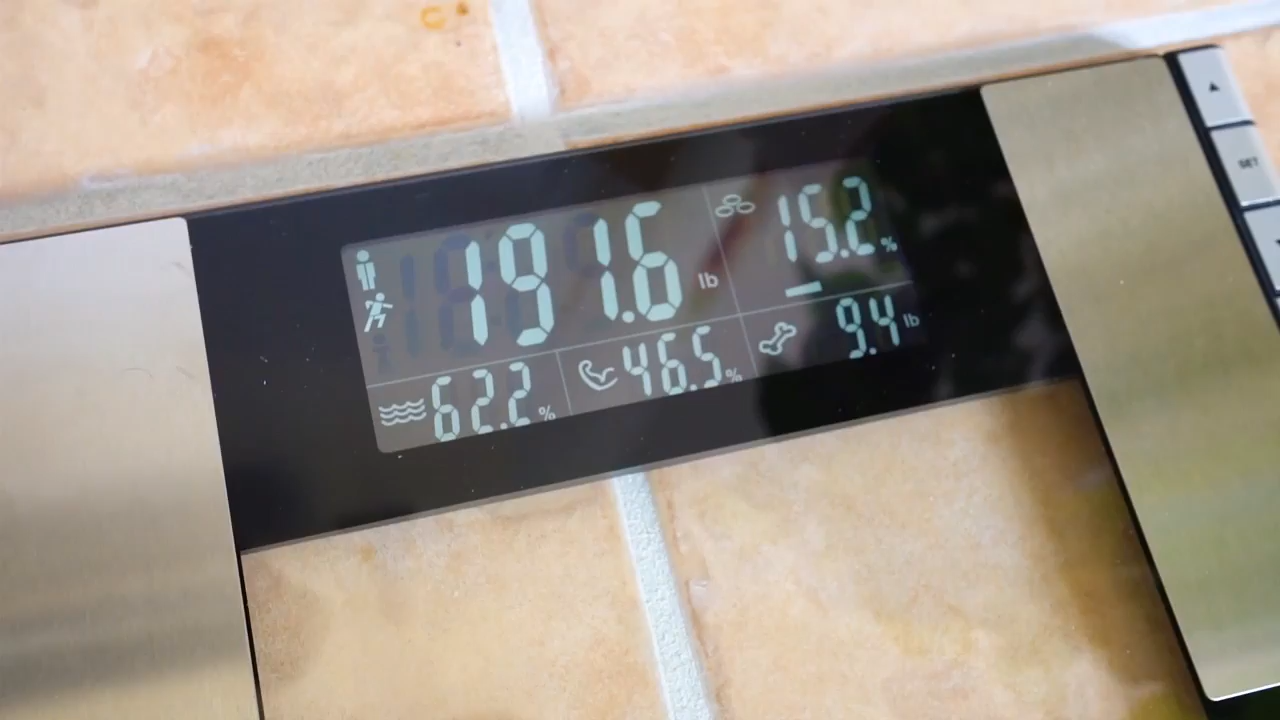 191.6 lb
15.2 %
62.2 %
46.5 %
9.4 lb
▲
SET